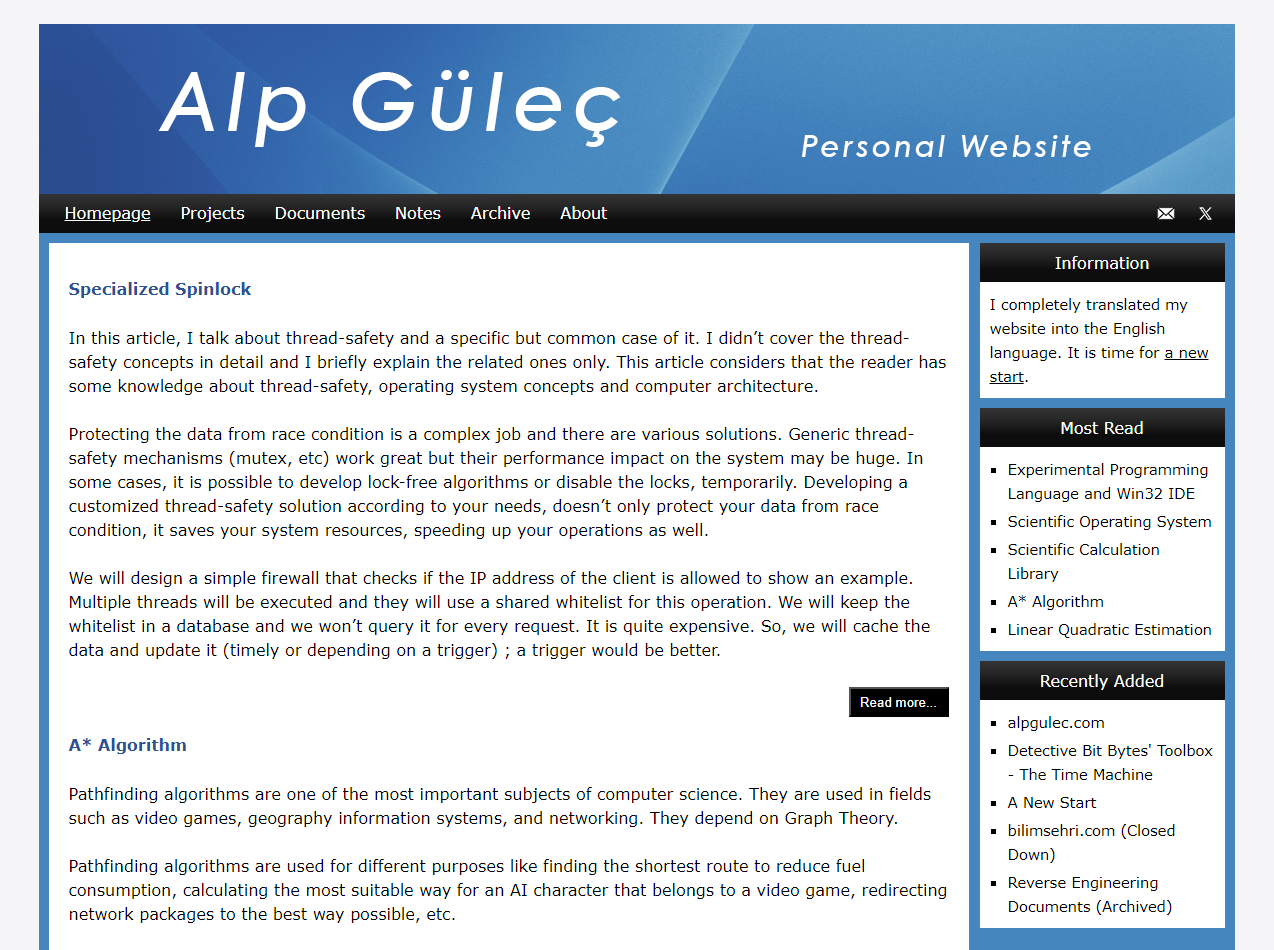 Alp Güleç
Personal Website
Homepage Projects Documents Notes Archive About
Specialized Spinlock
In this article, I talk about thread-safety and a specific but common case of it. I didn’t cover the thread-
safety concepts in detail and I briefly explain the related ones only. This article considers that the reader has
some knowledge about thread-safety, operating system concepts and computer architecture.
Protecting the data from race condition is a complex job and there are various solutions. Generic thread-
safety mechanisms (mutex, etc) work great but their performance impact on the system may be huge. In
some cases, it is possible to develop lock-free algorithms or disable the locks, temporarily. Developing a
customized thread-safety solution according to your needs, doesn’t only protect your data from race
condition, it saves your system resources, speeding up your operations as well.
We will design a simple firewall that checks if the IP address of the client is allowed to show an example.
Multiple threads will be executed and they will use a shared whitelist for this operation. We will keep the
whitelist in a database and we won’t query it for every request. It is quite expensive. So, we will cache the
data and update it (timely or depending on a trigger) ; a trigger would be better.
Read more...
A* Algorithm
Pathfinding algorithms are one of the most important subjects of computer science. They are used in fields
such as video games, geography information systems, and networking. They depend on Graph Theory.
Pathfinding algorithms are used for different purposes like finding the shortest route to reduce fuel
consumption, calculating the most suitable way for an AI character that belongs to a video game, redirecting
network packages to the best way possible, etc.
Information
I completely translated my
website into the English
language. It is time for a new
start.
Most Read
Experimental Programming
Language and Win32 IDE
Scientific Operating System
Scientific Calculation
Library
A* Algorithm
Linear Quadratic Estimation
Recently Added
alpgulec.com
Detective Bit Bytes' Toolbox
- The Time Machine
A New Start
bilimsehri.com (Closed
Down)
Reverse Engineering
Documents (Archived)